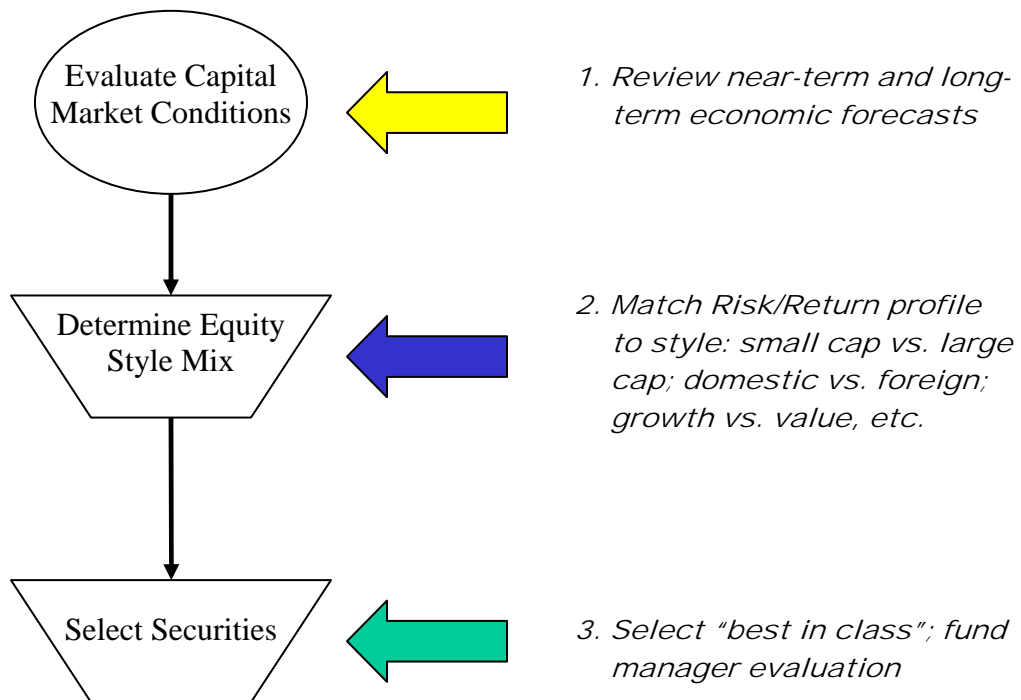 Evaluate Capital
Market Conditions
1. Review near-term and long-
term economic forecasts
Determine Equity
Style Mix
2. Match Risk/Return profile
to style: small cap vs. large
cap; domestic vs. foreign;
growth vs. value, etc.
Select Securities
3. Select “best in class”; fund
manager evaluation